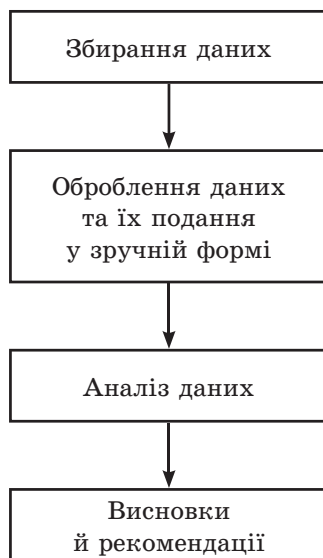 Збирання даних
Оброблення даних
та їх подання
у зручній формі
Аналіз даних
Висновки
й рекомендації